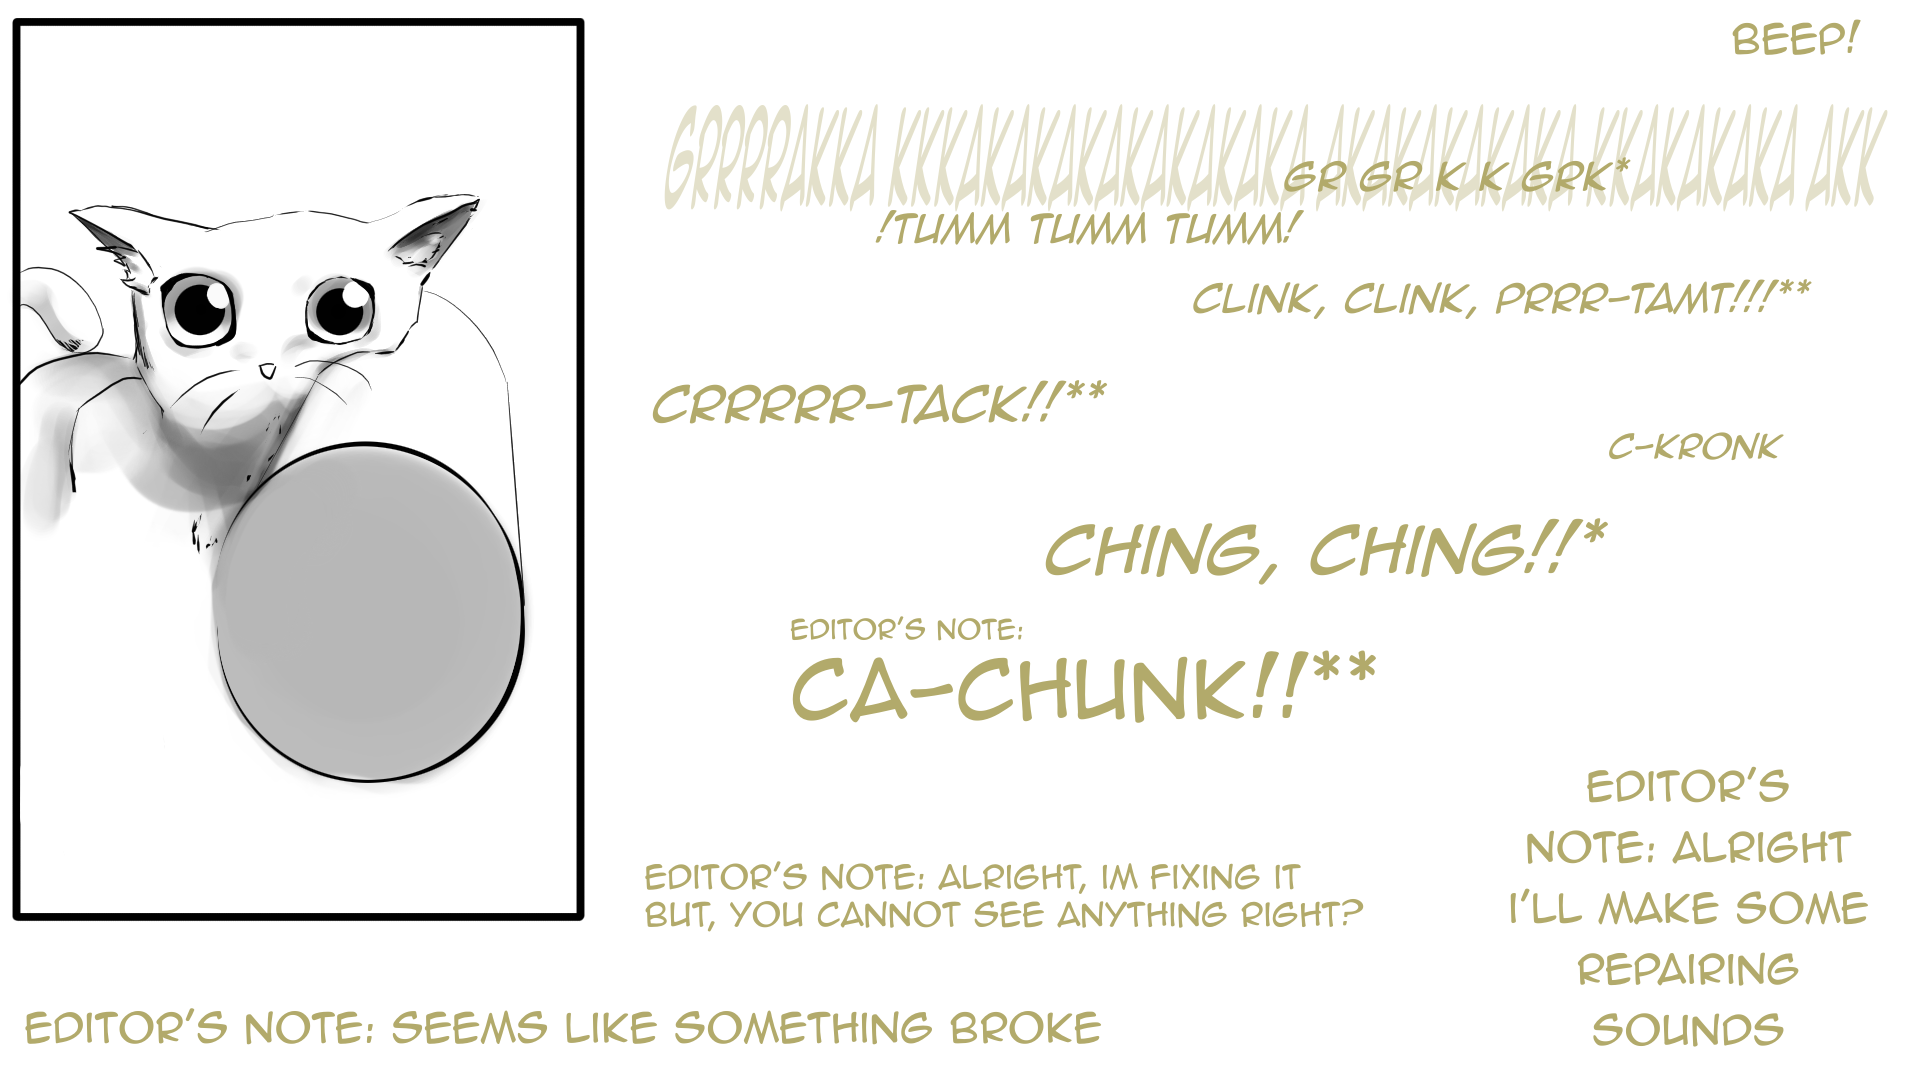 BEEP!
GRRRRAKKA KKKAKAKAKAKAKAKAKA AKAKAKAKAKA KKAKAKAKA AKK
GR GR K K GRK*
!TUMM TUMM TUMM!
CLINK, CLINK, PRRR-TAMT!!!**
CRRRRR-TACK!!**
C-KRONK
CHING, CHING!!*
EDITOR'S NOTE:
CA-CHUNK!!**
EDITOR'S NOTE: ALRIGHT, IM FIXING IT
BUT, YOU CANNOT SEE ANYTHING RIGHT?
EDITOR'S
NOTE: ALRIGHT
I'LL MAKE SOME
REPAIRING
SOUNDS
EDITOR'S NOTE: SEEMS LIKE SOMETHING BROKE